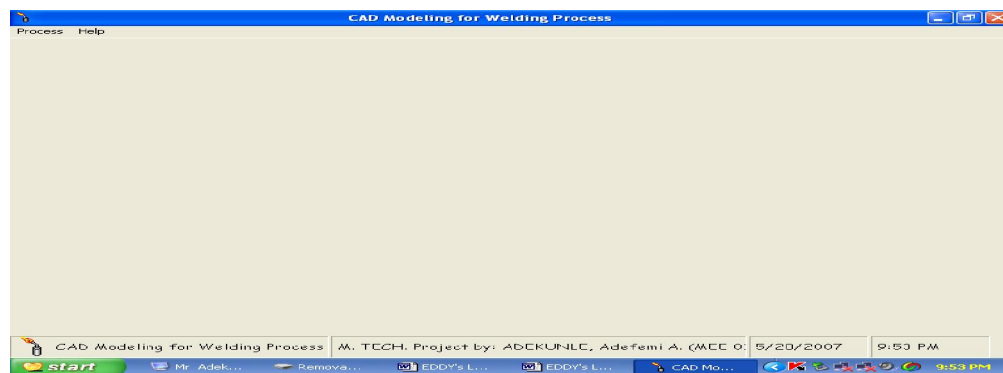 CAD Modeling for Welding Process
Process Help
CAD Modeling for Welding Process M. TECH. Project by: ADEKUNLE, Adefemi A. (MEE 0: 5/20/2007 9:53 PM
start Mr Adek... Remova... EDDY's L... EDDY's L... CAD Mo... 9:53 PM